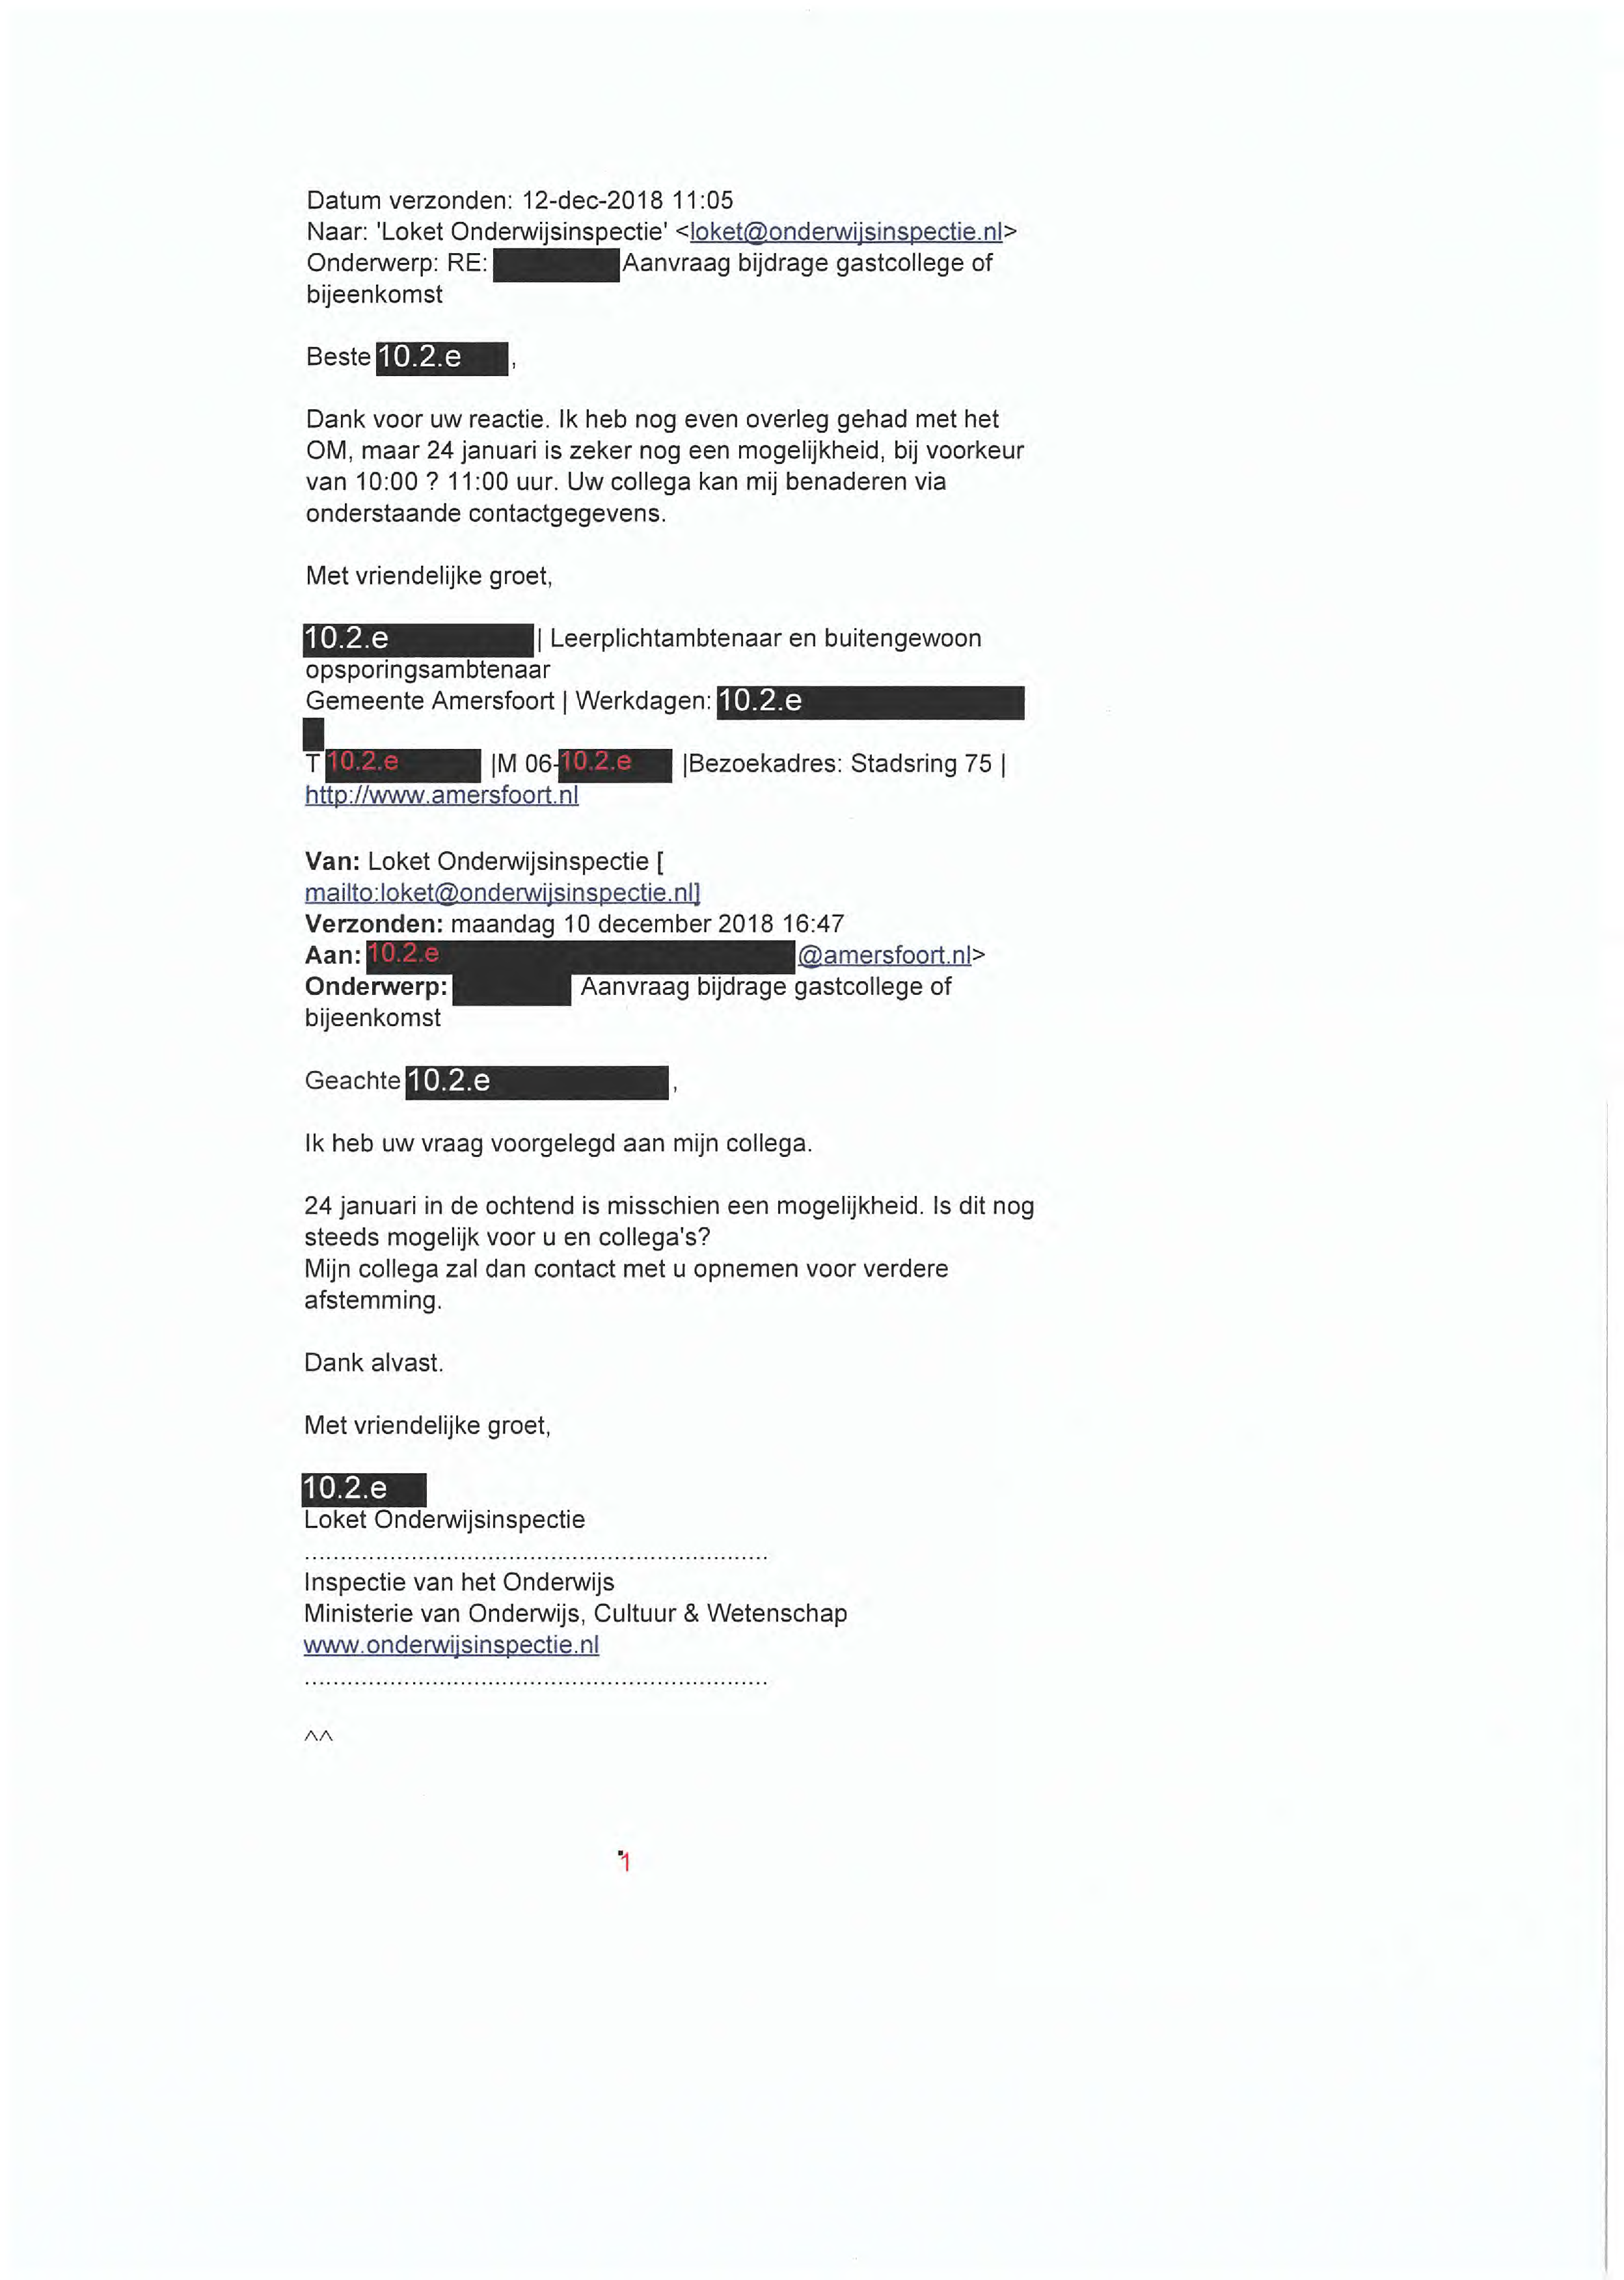 Datum verzonden: 12-dec-2018 11:05
Naar: 'Loket Onderwijsinspectie' <loket@onderwijsinspectie.nl>
Onderwerp: RE: Aanvraag bijdrage gastcollege of
bijeenkomst
Beste 10.2.e ,
Dank voor uw reactie. Ik heb nog even overleg gehad met het
OM, maar 24 januari is zeker nog een mogelijkheid, bij voorkeur
van 10:00 ? 11:00 uur. Uw collega kan mij benaderen via
onderstaande contactgegevens.
Met vriendelijke groet,
10.2.e | Leerplichtambtenaar en buitengewoon
opsporingsambtenaar
Gemeente Amersfoort | Werkdagen: 10.2.e
T 10.2.e |M 06-10.2.e |Bezoekadres: Stadsring 75 |
http://www.amersfoort.nl
Van: Loket Onderwijsinspectie [
mailto:loket@onderwijsinspectie.nl]
Verzonden: maandag 10 december 2018 16:47
Aan: 10.2.e @amersfoort.nl>
Onderwerp: Aanvraag bijdrage gastcollege of
bijeenkomst
Geachte 10.2.e ,
Ik heb uw vraag voorgelegd aan mijn collega.
24 januari in de ochtend is misschien een mogelijkheid. Is dit nog
steeds mogelijk voor u en collega's?
Mijn collega zal dan contact met u opnemen voor verdere
afstemming.
Dank alvast.
Met vriendelijke groet,
10.2.e
Loket Onderwijsinspectie
.................................................................
Inspectie van het Onderwijs
Ministerie van Onderwijs, Cultuur & Wetenschap
www.onderwijsinspectie.nl
.................................................................
^^
1